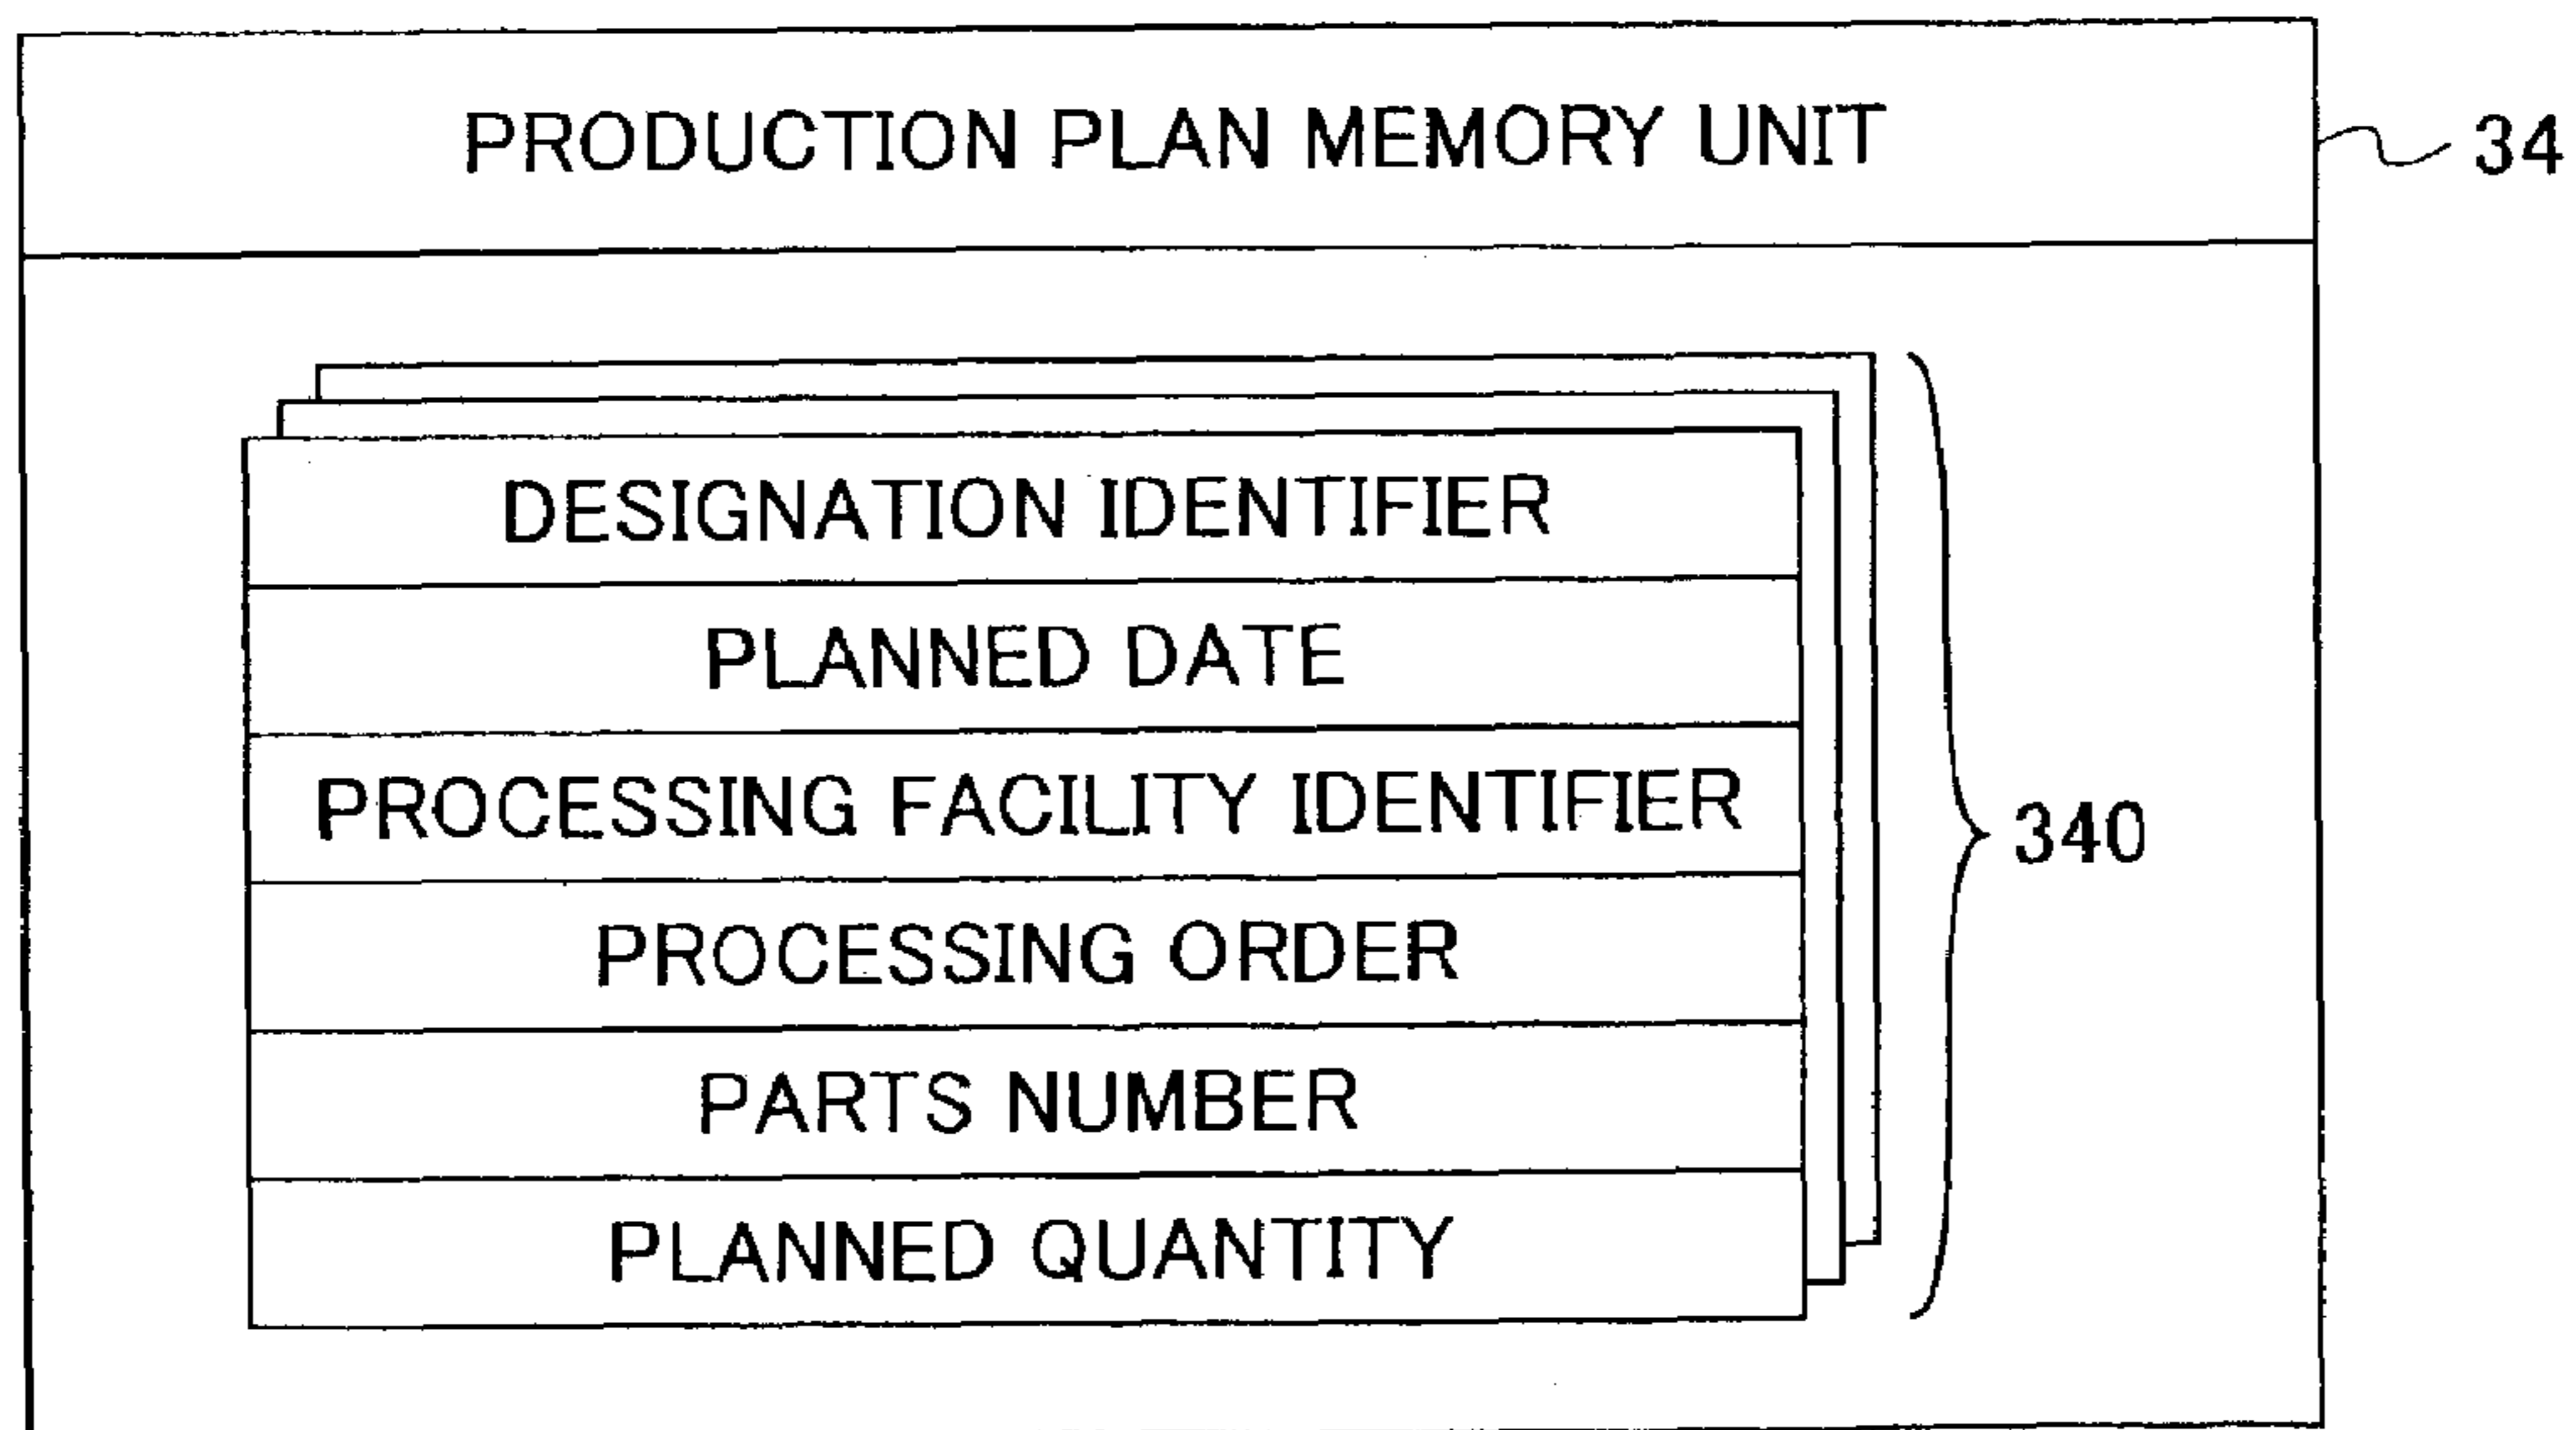 PRODUCTION PLAN MEMORY UNIT
34
DESIGNATION IDENTIFIER
PLANNED DATE
PROCESSING FACILITY IDENTIFIER
340
PROCESSING ORDER
PARTS NUMBER
PLANNED QUANTITY